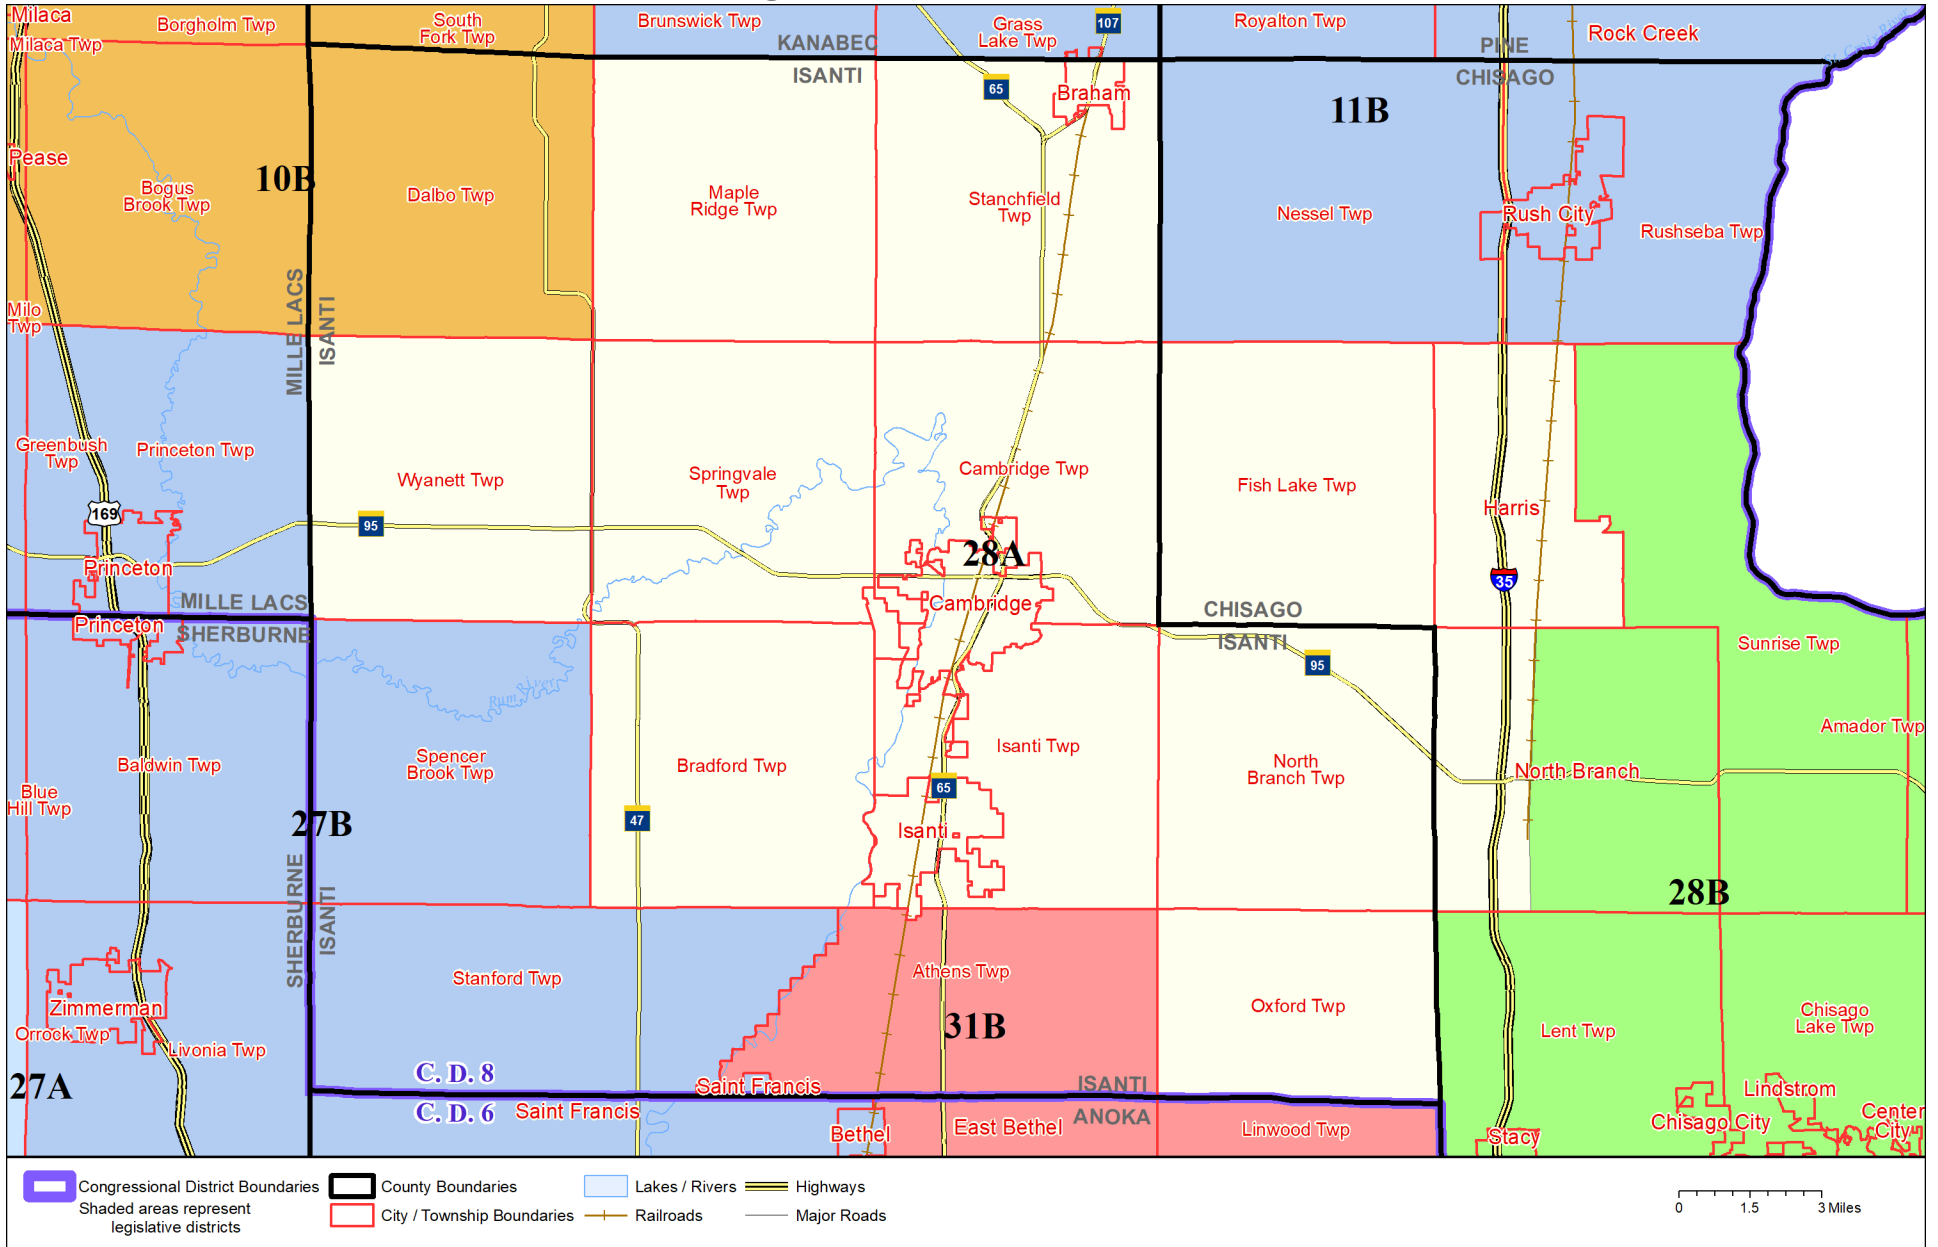 Milaca
Borgholm Twp
South
Fork Twp
Brunswick Twp
Grass
Lake Twp
107
Royalton Twp
Rock Creek
Milaca Twp
KANABEC
ISANTI
PINE
CHISAGO
65
Braham
11B
Pease
10B
Bogus
Brook Twp
Dalbo Twp
Maple
Ridge Twp
Stanchfield
Twp
Nessel Twp
Rush City
Rushseba Twp
Milo
Twp
MILLE LACS
ISANTI
Greenbush
Twp
Princeton Twp
Wyanett Twp
Springvale
Twp
Cambridge Twp
Fish Lake Twp
Harris
169
95
28A
Princeton
35
MILLE LACS
SHERBURNE
Princeton
Cambridge
CHISAGO
ISANTI
95
Sunrise Twp
Rum River
Amador Twp
Baldwin Twp
Spencer
Brook Twp
Bradford Twp
Isanti Twp
North
Branch Twp
North Branch
Blue
Hill Twp
65
27B
47
Isanti
28B
SHERBURNE
ISANTI
Stanford Twp
Athens Twp
Oxford Twp
Zimmerman
Orrock Twp
Livonia Twp
31B
Lent Twp
Chisago
Lake Twp
27A
C. D. 8
C. D. 6
Saint Francis
Saint Francis
ISANTI
ANOKA
Lindstrom
Chisago City
Center
City
Bethel
East Bethel
Linwood Twp
Stacy
Congressional District Boundaries
Shaded areas represent
legislative districts
County Boundaries
City / Township Boundaries
Lakes / Rivers
Railroads
Highways
Major Roads
0 1.5 3 Miles